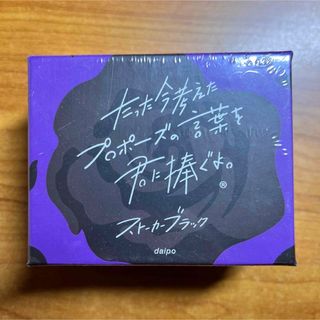 たった今考えた
プロポーズの言葉を
君に捧ぐよ。
®
ストーカーブラック
daipo